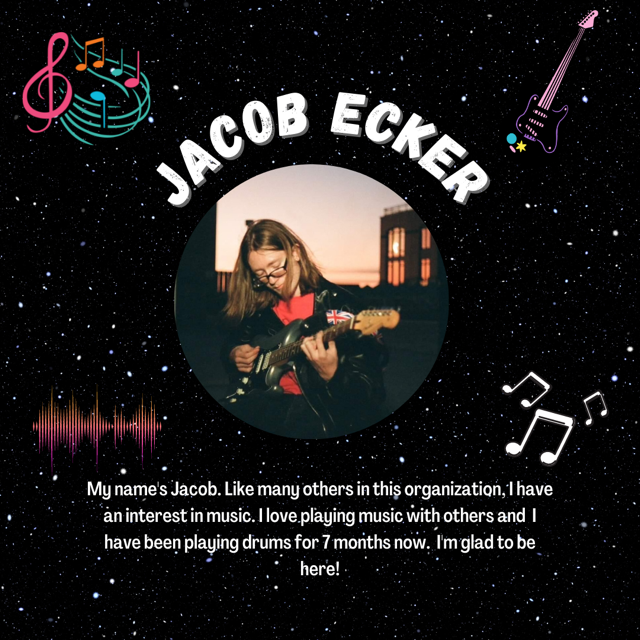 JACOB ECKER
My name's Jacob. Like many others in this organization, I have
an interest in music. I love playing music with others and I
have been playing drums for 7 months now. I'm glad to be
here!